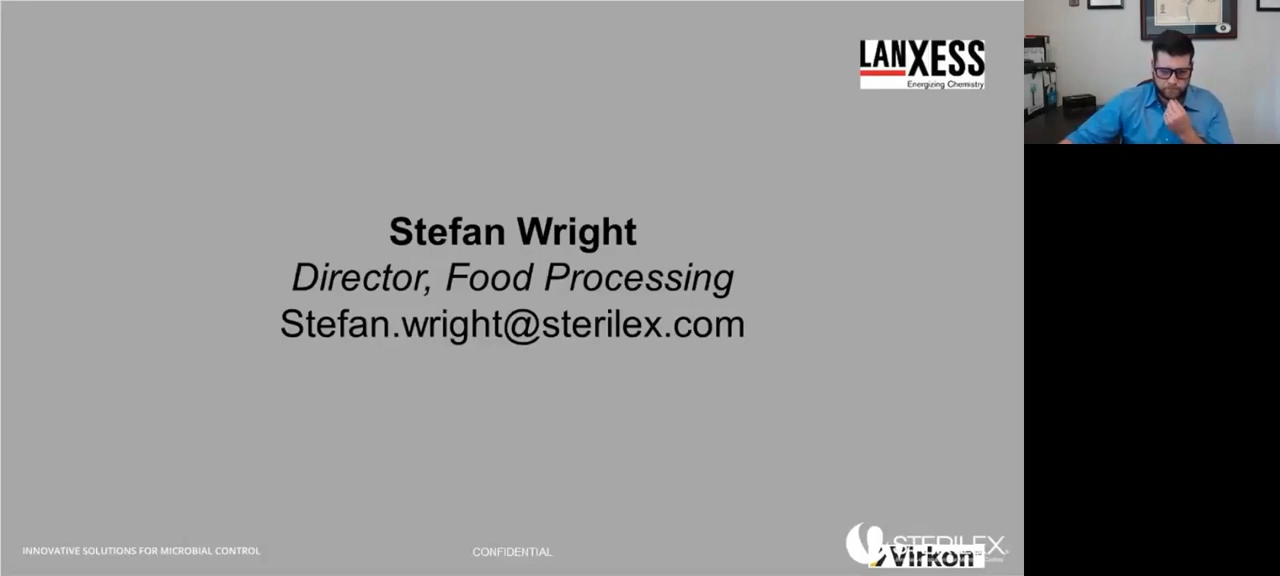 LANXESS
Energizing Chemistry
Stefan Wright
Director, Food Processing
Stefan.wright@sterilex.com
INNOVATIVE SOLUTIONS FOR MICROBIAL CONTROL
CONFIDENTIAL
STERILEX
Virkon